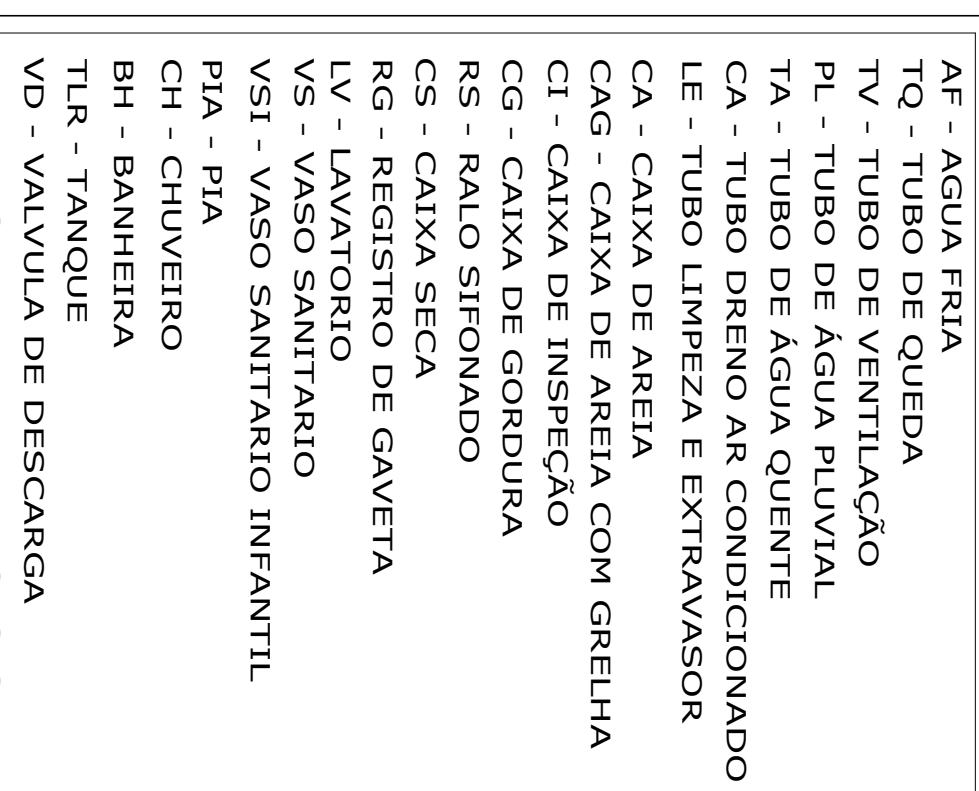 AF - AGUA FRIA
TQ - TUBO DE QUEDA
TV - TUBO DE VENTILAÇÃO
PL - TUBO DE ÁGUA PLUVIAL
TA - TUBO DE ÁGUA QUENTE
CA - TUBO DRENO AR CONDICIONADO
LE - TUBO LIMPEZA E EXTRAVASOR
CA - CAIXA DE AREIA
CAG - CAIXA DE AREIA COM GRELHA
CI - CAIXA DE INSPEÇÃO
CG - CAIXA DE GORDURA
RS - RALO SIFONADO
CS - CAIXA SECA
RG - REGISTRO DE GAVETA
LV - LAVATORIO
VS - VASO SANITARIO
VSI - VASO SANITARIO INFANTIL
PIA - PIA
CH - CHUVEIRO
BH - BANHEIRA
TLR - TANQUE
VD - VALVULA DE DESCARGA